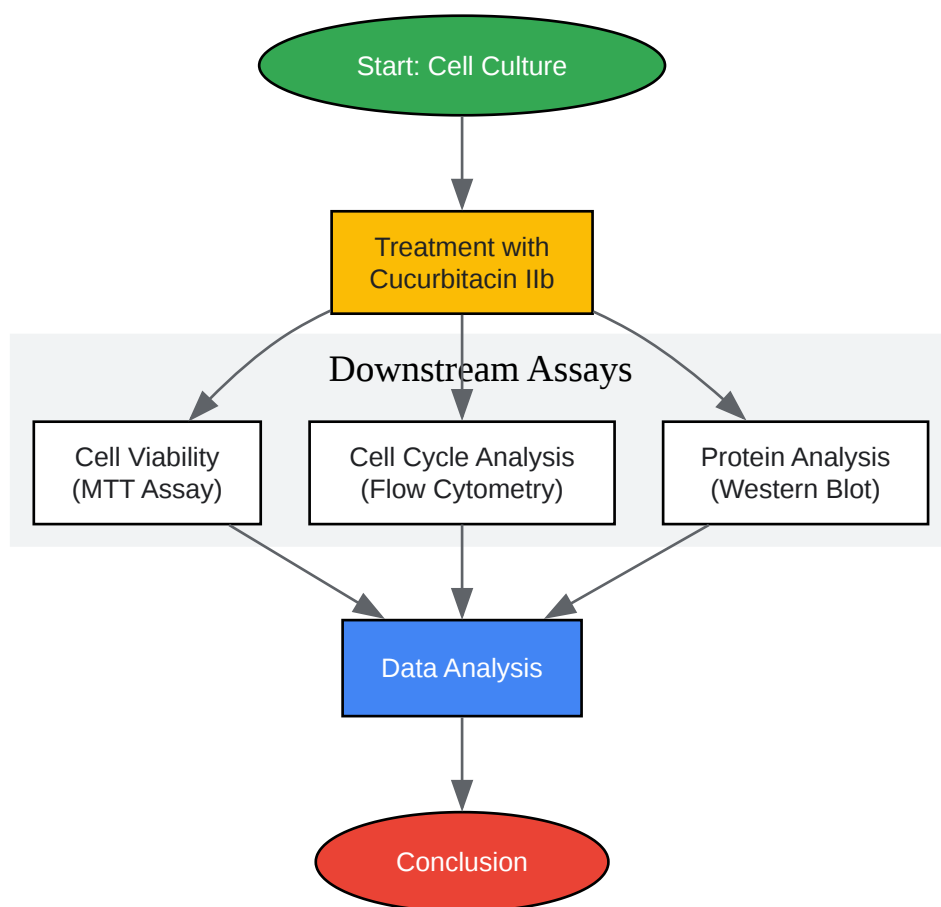 Start: Cell Culture
Treatment with
Cucurbitacin IIb
Downstream Assays
Cell Viability
(MTT Assay)
Cell Cycle Analysis
(Flow Cytometry)
Protein Analysis
(Western Blot)
Data Analysis
Conclusion